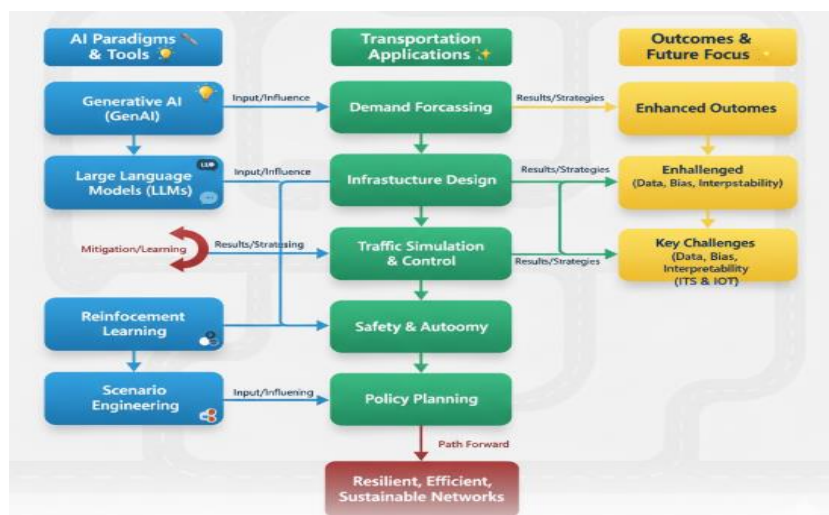 AI Paradigms
& Tools
Transportation
Applications
Outcomes &
Future Focus
Generative AI
(GenAI)
Input/Influence
Demand Forcassing
Results/Strategies
Enhanced Outcomes
Large Language
Models (LLMs)
Input/Influence
Infrastucture Design
Results/Strategies
Enhallenged
(Data, Bias, Interpstability)
Mitigation/Learning
Results/Stratesing
Traffic Simulation
& Control
Results/Strategies
Key Challenges
(Data, Bias,
Interpretability
(ITS & IOT)
Reinfocement
Learning
Safety & Autoomy
Scenario
Engineering
Input/Influening
Policy Planning
Path Forward
Resilient, Efficient,
Sustainable Networks